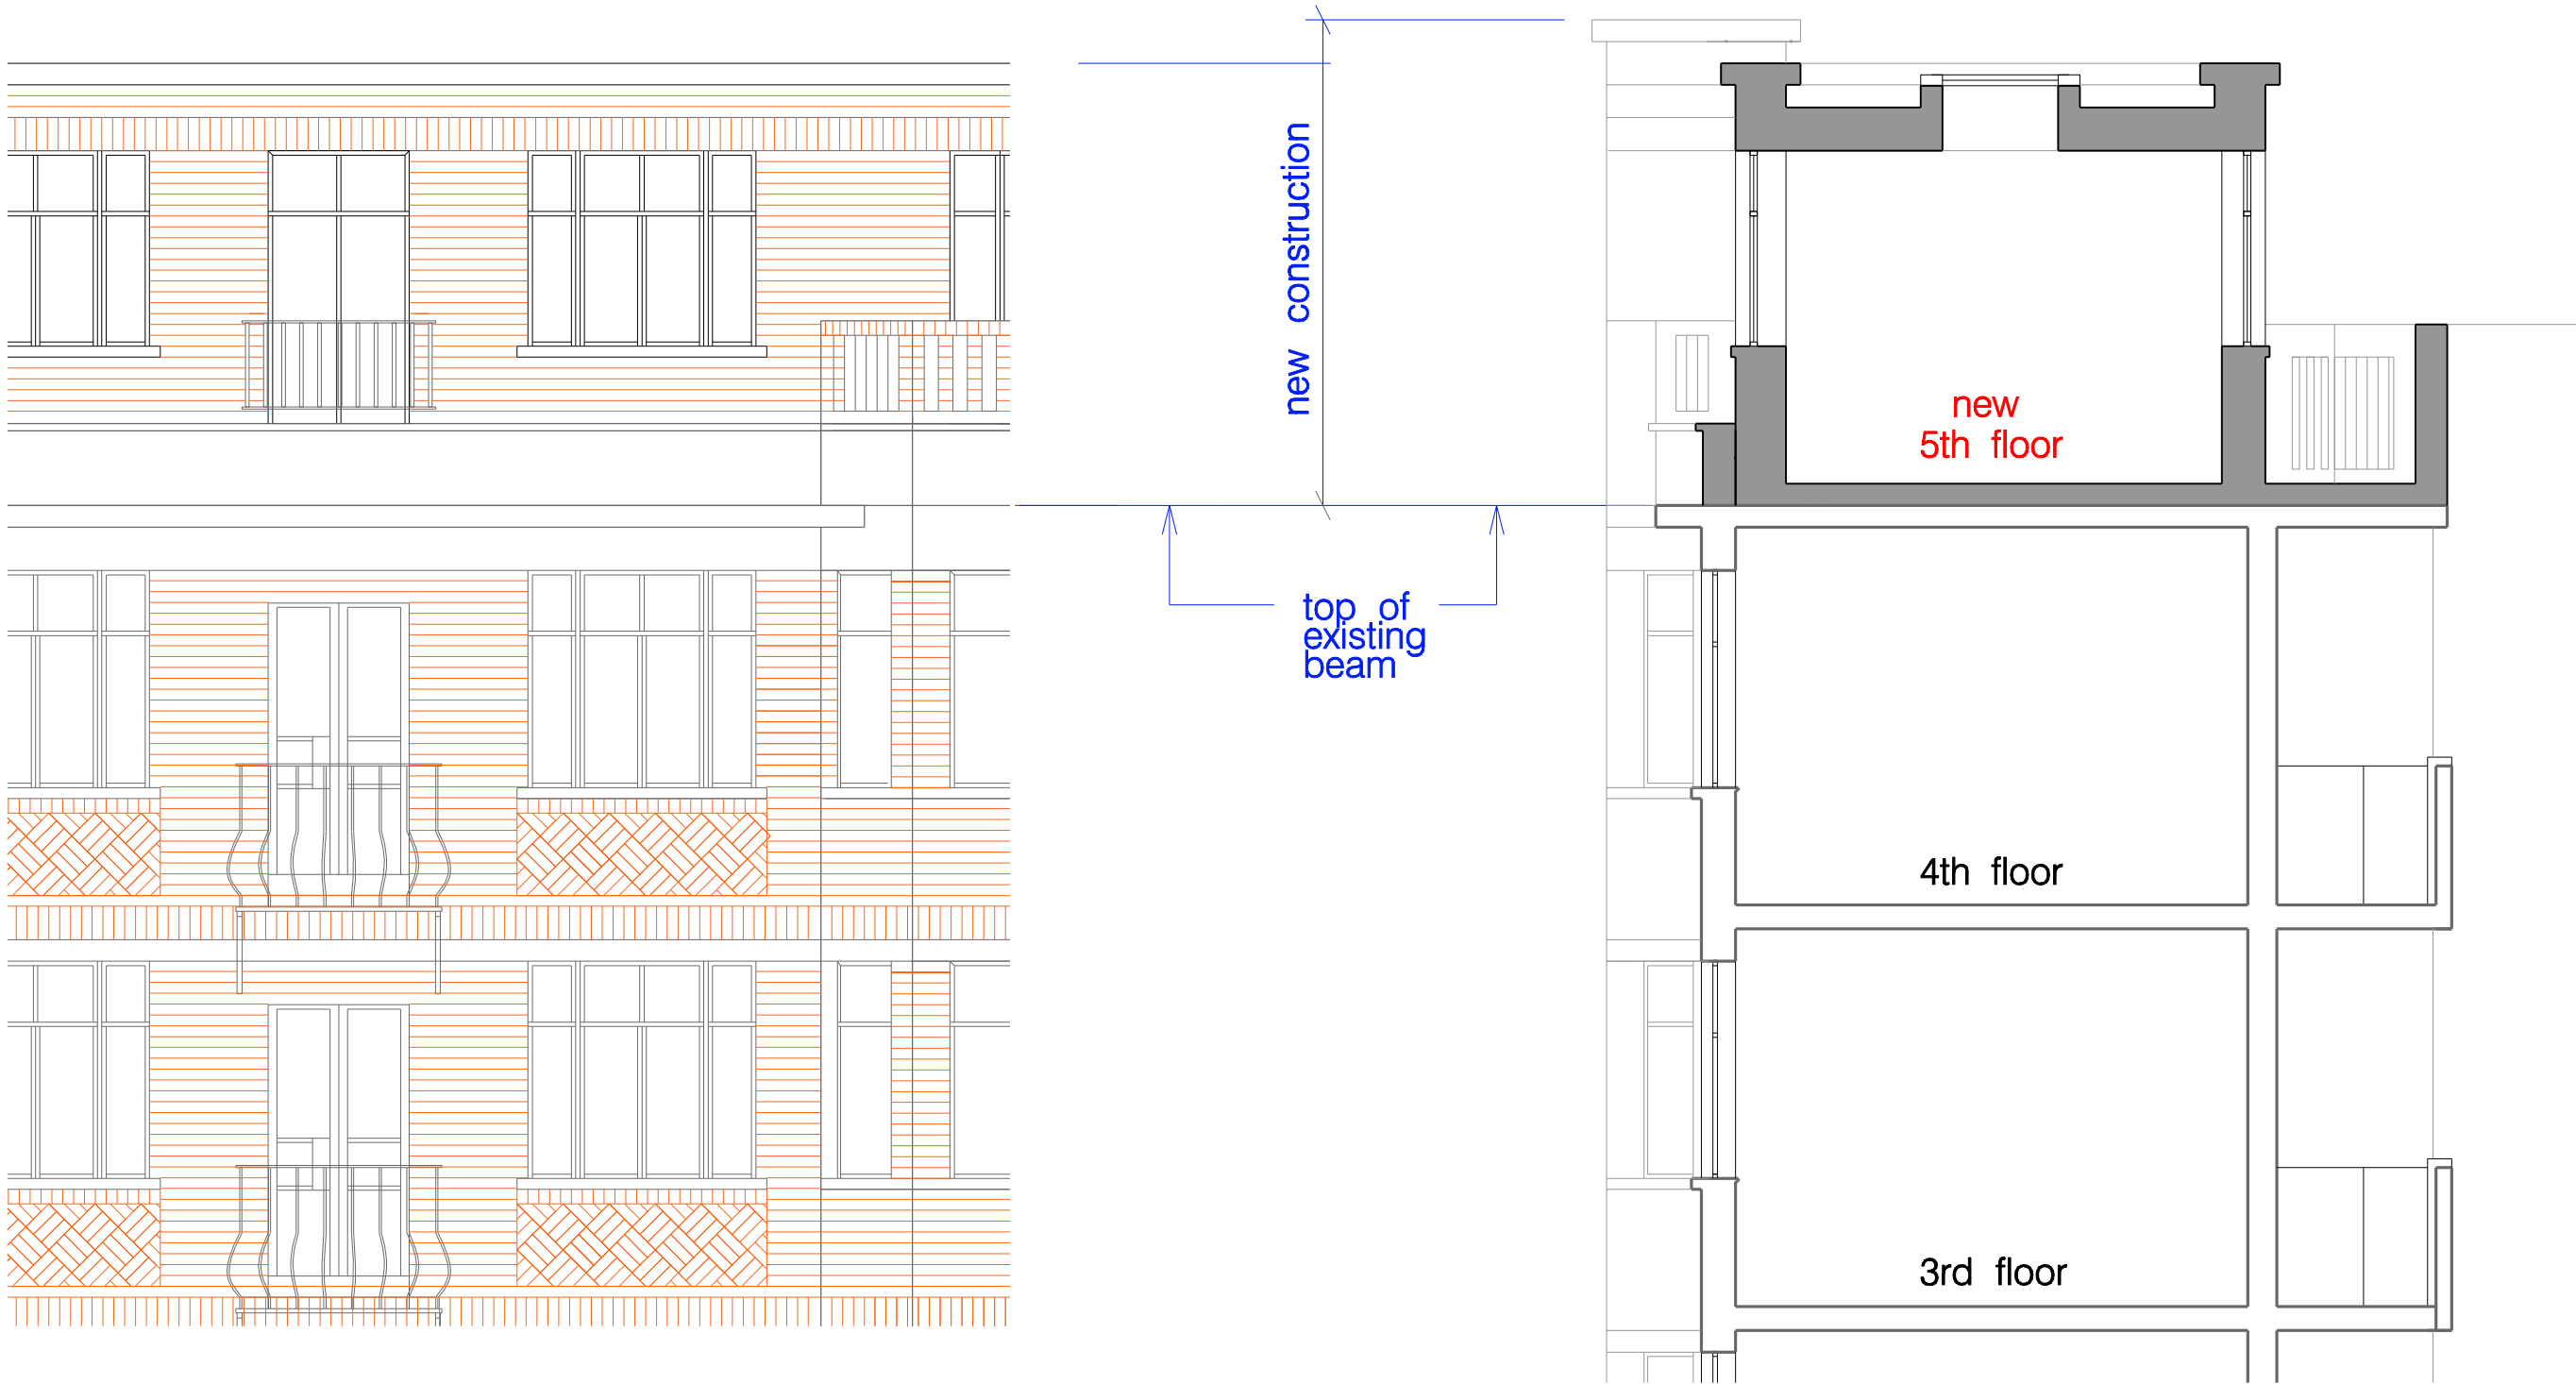 new construction
new
5th floor
top of
existing
beam
4th floor
3rd floor